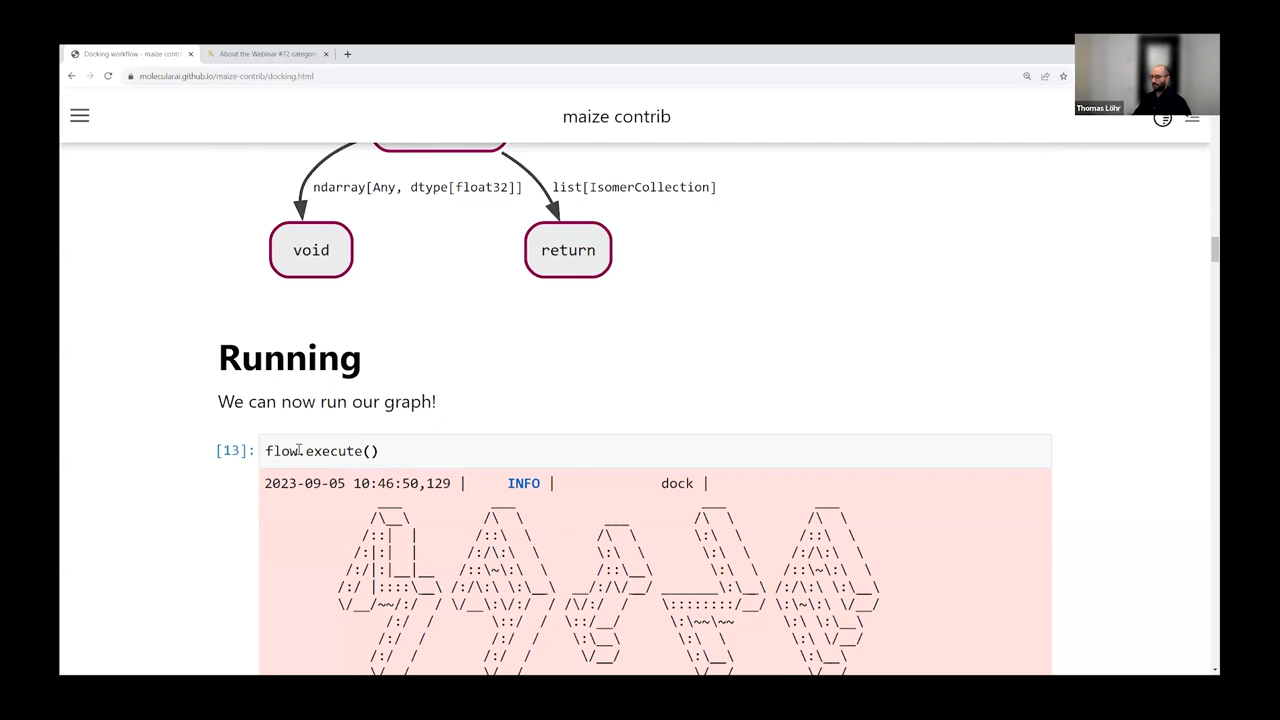 Docking workflow - maize contri
About the Webinar #72 categor
molecularai.github.io/maize-contrib/docking.html
Thomas Löhr
maize contrib
ndarray[Any, dtype[float32]]
list[IsomerCollection]
void
return
Running
We can now run our graph!
[13]: flow.execute()
2023-09-05 10:46:50,129 | INFO | dock |